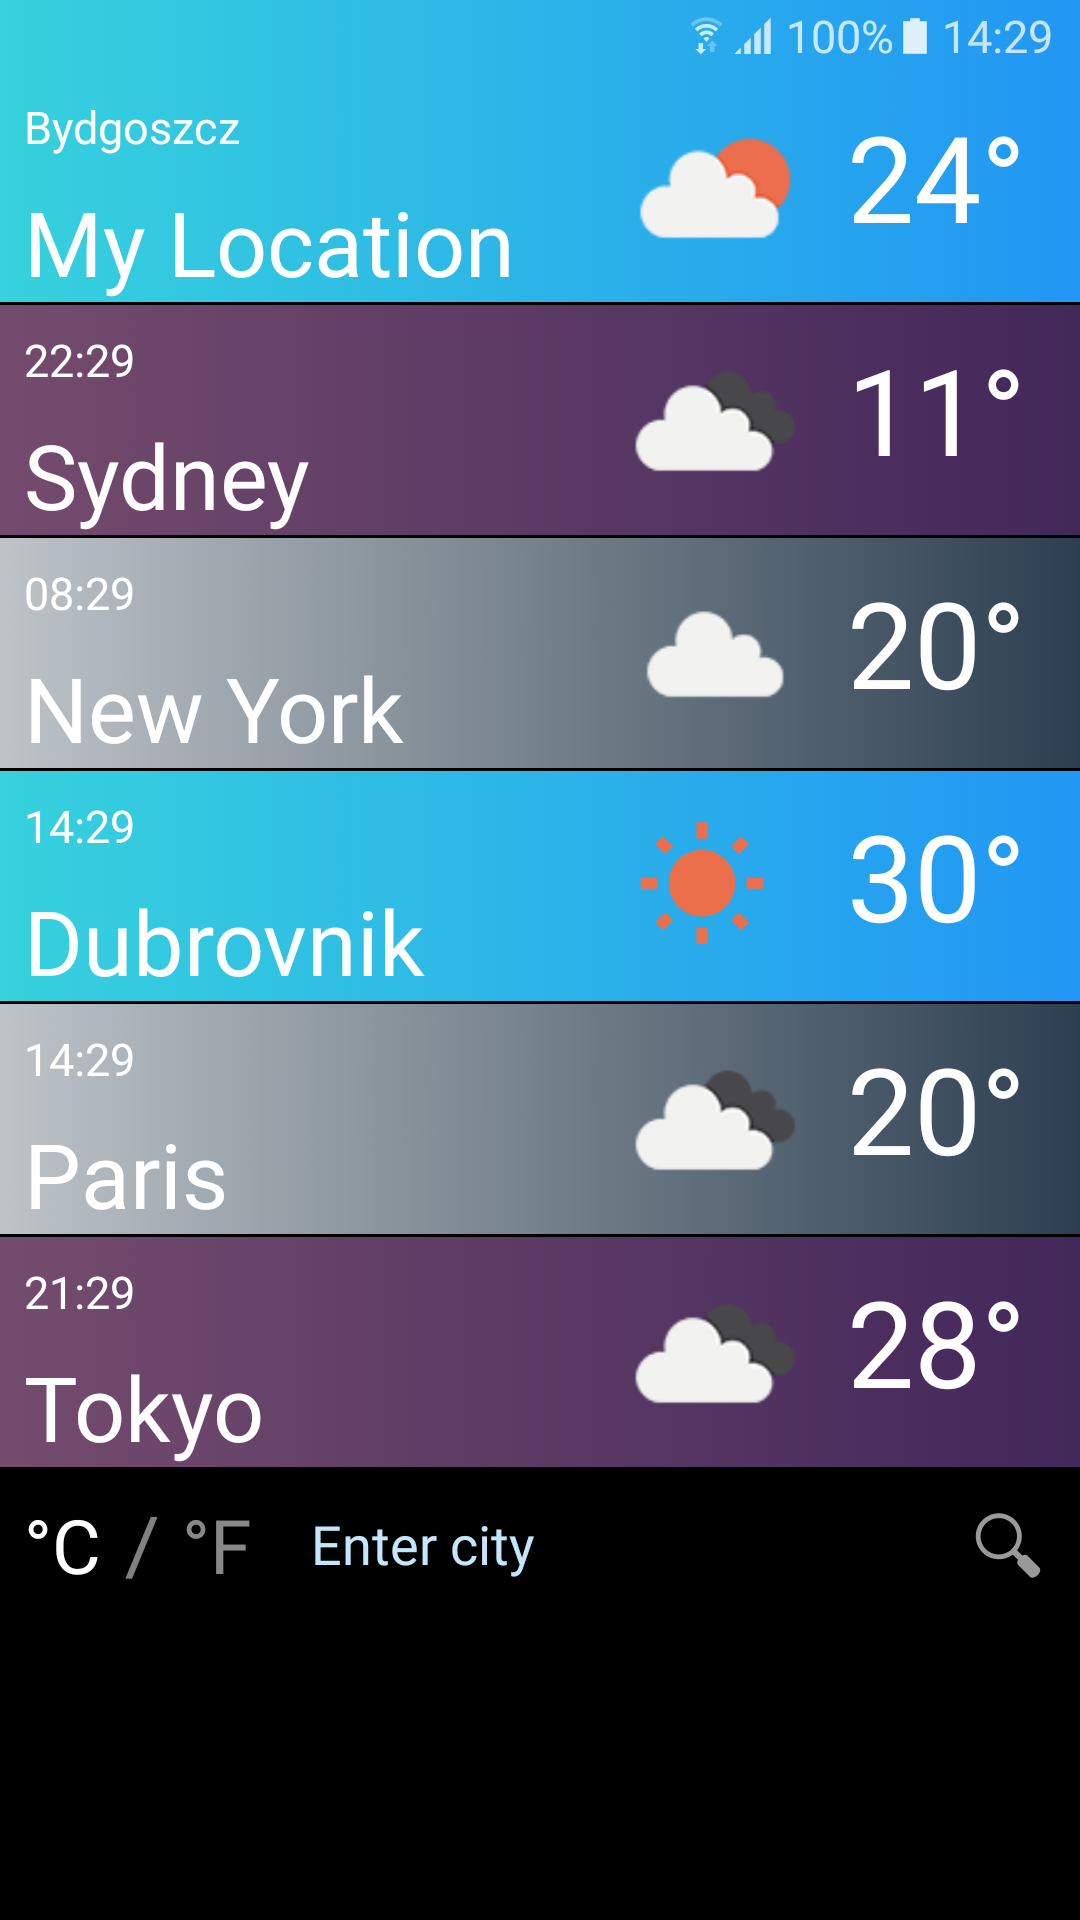 100% 14:29
Bydgoszcz
My Location
24°
22:29
Sydney
11°
08:29
New York
20°
14:29
Dubrovnik
30°
14:29
Paris
20°
21:29
Tokyo
28°
°C / °F Enter city